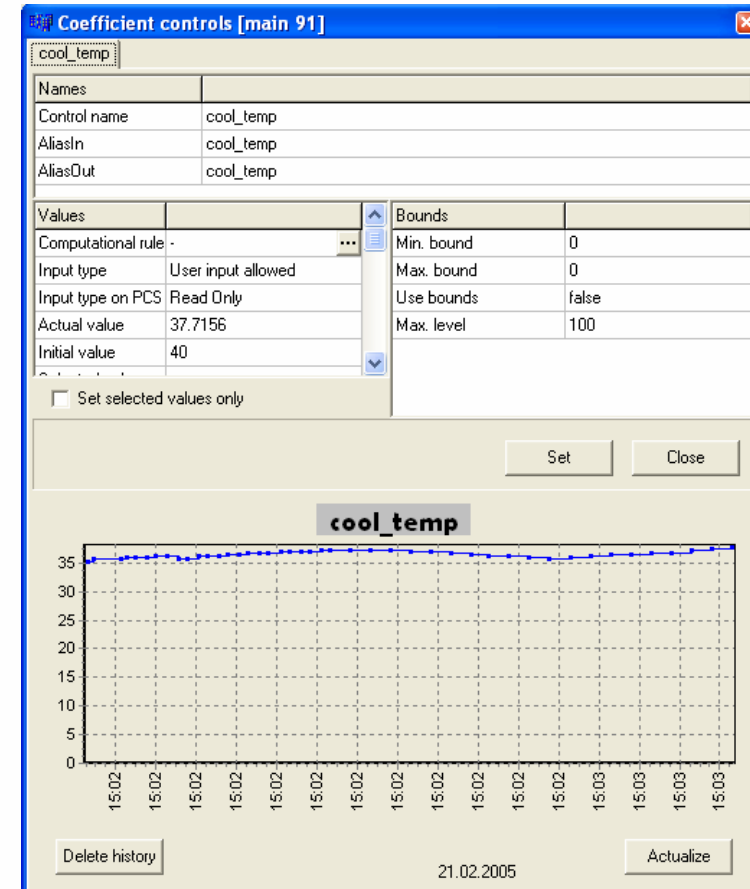 Coefficient controls [main 91]
cool_temp
Names
Control name cool_temp
AliasIn cool_temp
AliasOut cool_temp
Values
Computational rule - ...
Input type User input allowed
Input type on PCS Read Only
Actual value 37.7156
Initial value 40
Bounds
Min. bound 0
Max. bound 0
Use bounds false
Max. level 100
Set selected values only
Set Close
cool_temp
35
30
25
20
15
10
5
0
15:02 15:02 15:02 15:02 15:02 15:02 15:02 15:02 15:02 15:02 15:02 15:02 15:03 15:03 15:03 15:03
Delete history
21.02.2005
Actualize